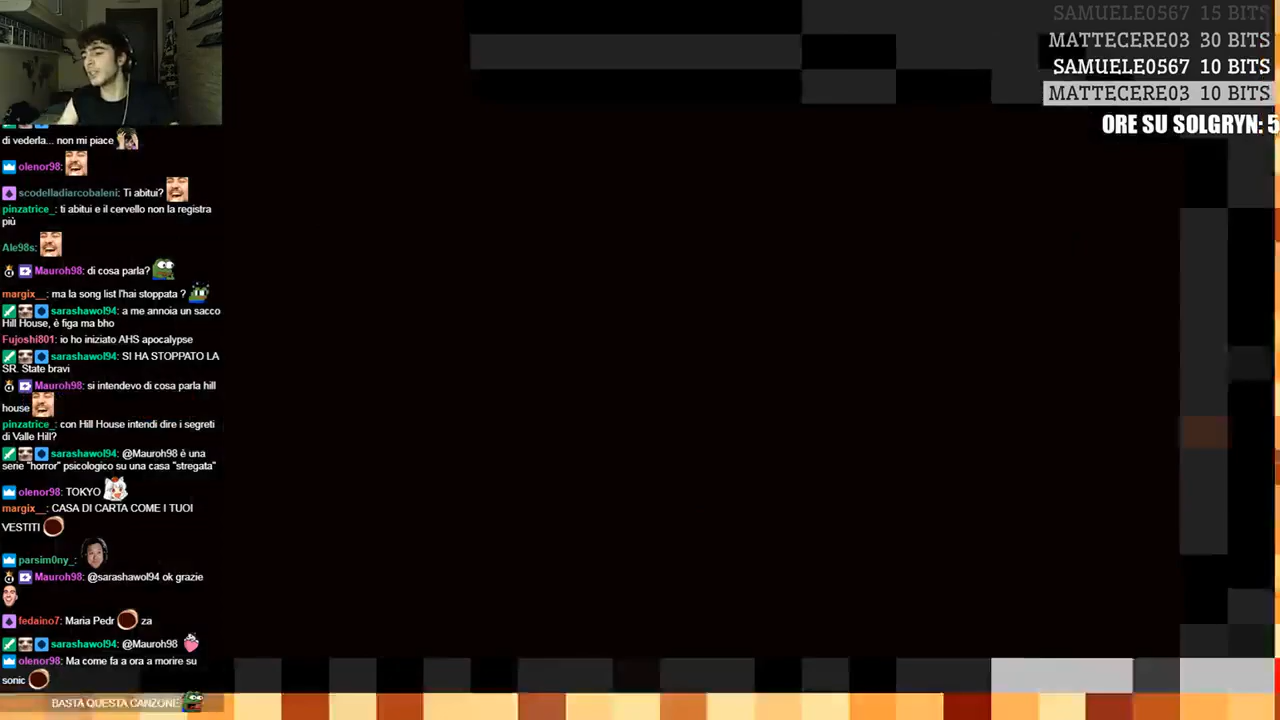 SAMUELE0567 15 BITS
MATTECERE03 30 BITS
SAMUELE0567 10 BITS
MATTECERE03 10 BITS
ORE SU SOLGRYN: 5
di vederla... non mi piace
olenor98:
scodelladiarcobaleni: Ti abitui?
pinzatrice_: ti abitui e il cervello non la registra
più
Ale98s:
Mauroh98: di cosa parla?
margix__: ma la song list l'hai stoppata ?
sarashawol94: a me annoia un sacco
Hill House, è figa ma bho
Fujoshi801: io ho iniziato AHS apocalypse
sarashawol94: SI HA STOPPATO LA
SR. State bravi
Mauroh98: si intendevo di cosa parla hill
house
pinzatrice_: con Hill House intendi dire i segreti
di Valle Hill?
sarashawol94: @Mauroh98 è una
serie "horror" psicologico su una casa "stregata"
olenor98: TOKYO
margix__: CASA DI CARTA COME I TUOI
VESTITI
parsim0ny_:
Mauroh98: @sarashawol94 ok grazie
fedaino7: Maria Pedr za
sarashawol94: @Mauroh98
olenor98: Ma come fa a ora a morire su
sonic
BASTA QUESTA CANZONE